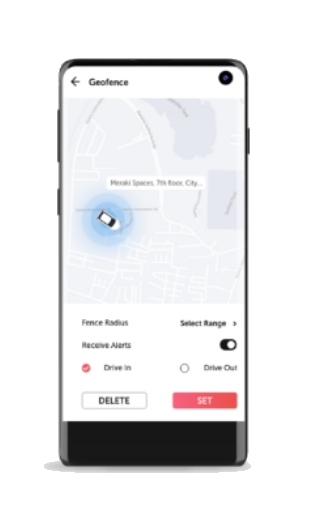 Geofence
Meraki Spaces, 7th floor, City...
Fence Radius
Select Range >
Receive Alerts
Drive In
Drive Out
DELETE
SET